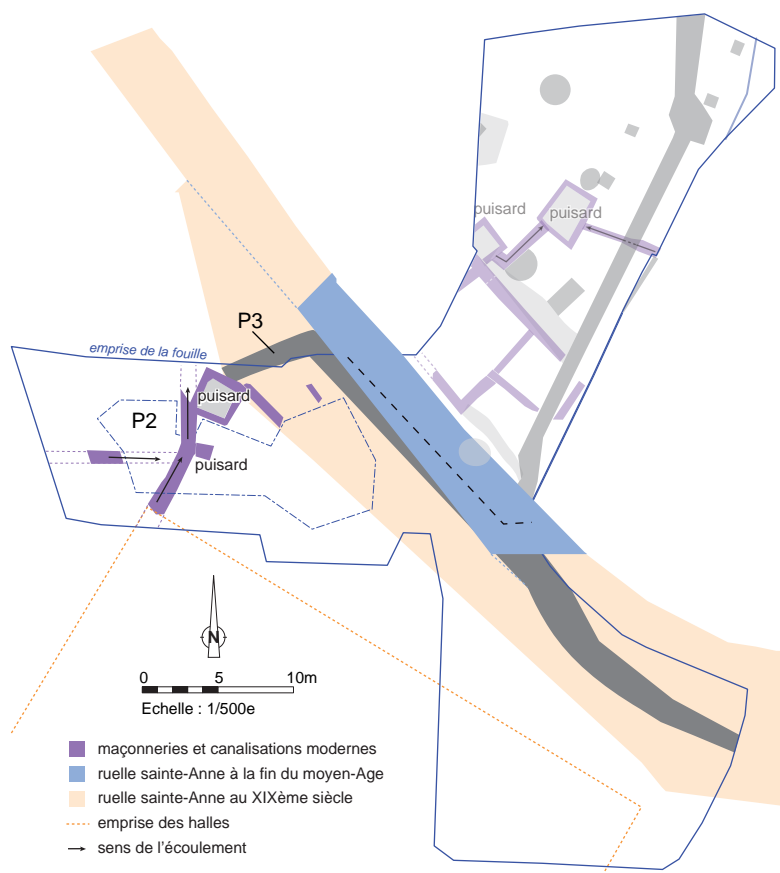 puisard
puisard
P3
emprise de la fouille
puisard
P2
puisard
N
0 5 10m
Echelle : 1/500e
maçonneries et canalisations modernes
ruelle sainte-Anne à la fin du moyen-Age
ruelle sainte-Anne au XIXème siècle
emprise des halles
sens de l'écoulement